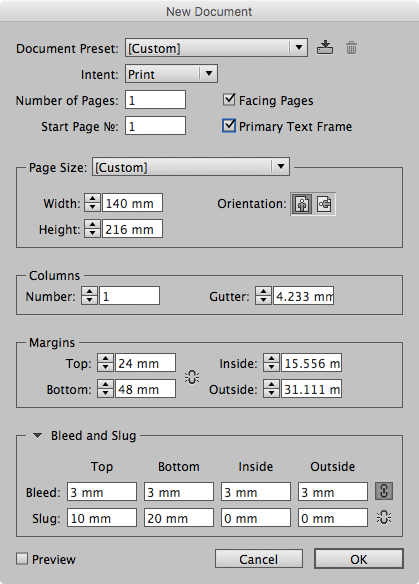 New Document
Document Preset: [Custom]
Intent: Print
Number of Pages: 1 Facing Pages
Start Page №: 1 Primary Text Frame
Page Size: [Custom]
Width: 140 mm Orientation:
Height: 216 mm
Columns
Number: 1 Gutter: 4.233 mm
Margins
Top: 24 mm Inside: 15.556 m
Bottom: 48 mm Outside: 31.111 m
Bleed and Slug
Top Bottom Inside Outside
Bleed: 3 mm 3 mm 3 mm 3 mm
Slug: 10 mm 20 mm 0 mm 0 mm
Preview Cancel OK